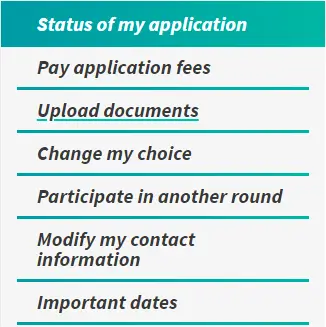 Status of my application
Pay application fees
Upload documents
Change my choice
Participate in another round
Modify my contact
information
Important dates